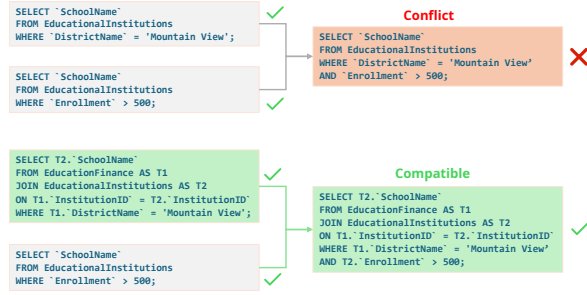 SELECT `SchoolName`
FROM EducationalInstitutions
WHERE `DistrictName` = 'Mountain View';
SELECT `SchoolName`
FROM EducationalInstitutions
WHERE `Enrollment` > 500;
Conflict
SELECT `SchoolName`
FROM EducationalInstitutions
WHERE `DistrictName` = 'Mountain View’
AND `Enrollment` > 500;
SELECT T2.`SchoolName`
FROM EducationFinance AS T1
JOIN EducationalInstitutions AS T2
ON T1.`InstitutionID` = T2.`InstitutionID`
WHERE T1.`DistrictName` = 'Mountain View';
SELECT `SchoolName`
FROM EducationalInstitutions
WHERE `Enrollment` > 500;
Compatible
SELECT T2.`SchoolName`
FROM EducationFinance AS T1
JOIN EducationalInstitutions AS T2
ON T1.`InstitutionID` = T2.`InstitutionID`
WHERE T1.`DistrictName` = 'Mountain View’
AND T2.`Enrollment` > 500;